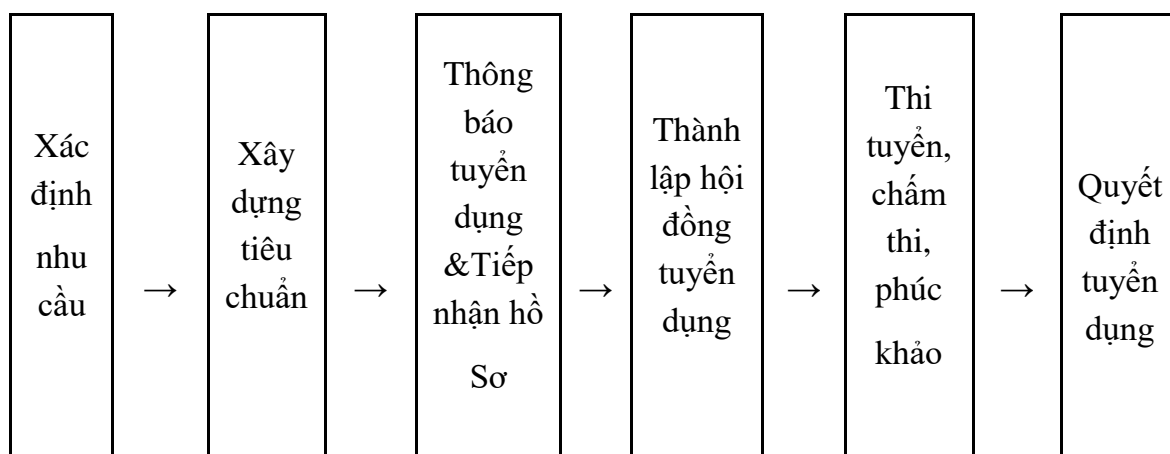 Xác
định
nhu
cầu
→
Xây
dựng
tiêu
chuẩn
→
Thông
báo
tuyển
dụng
&Tiếp
nhận hồ
Sơ
→
Thành
lập hội
đồng
tuyển
dụng
→
Thi
tuyển,
chấm
thi,
phúc
khảo
→
Quyết
định
tuyển
dụng